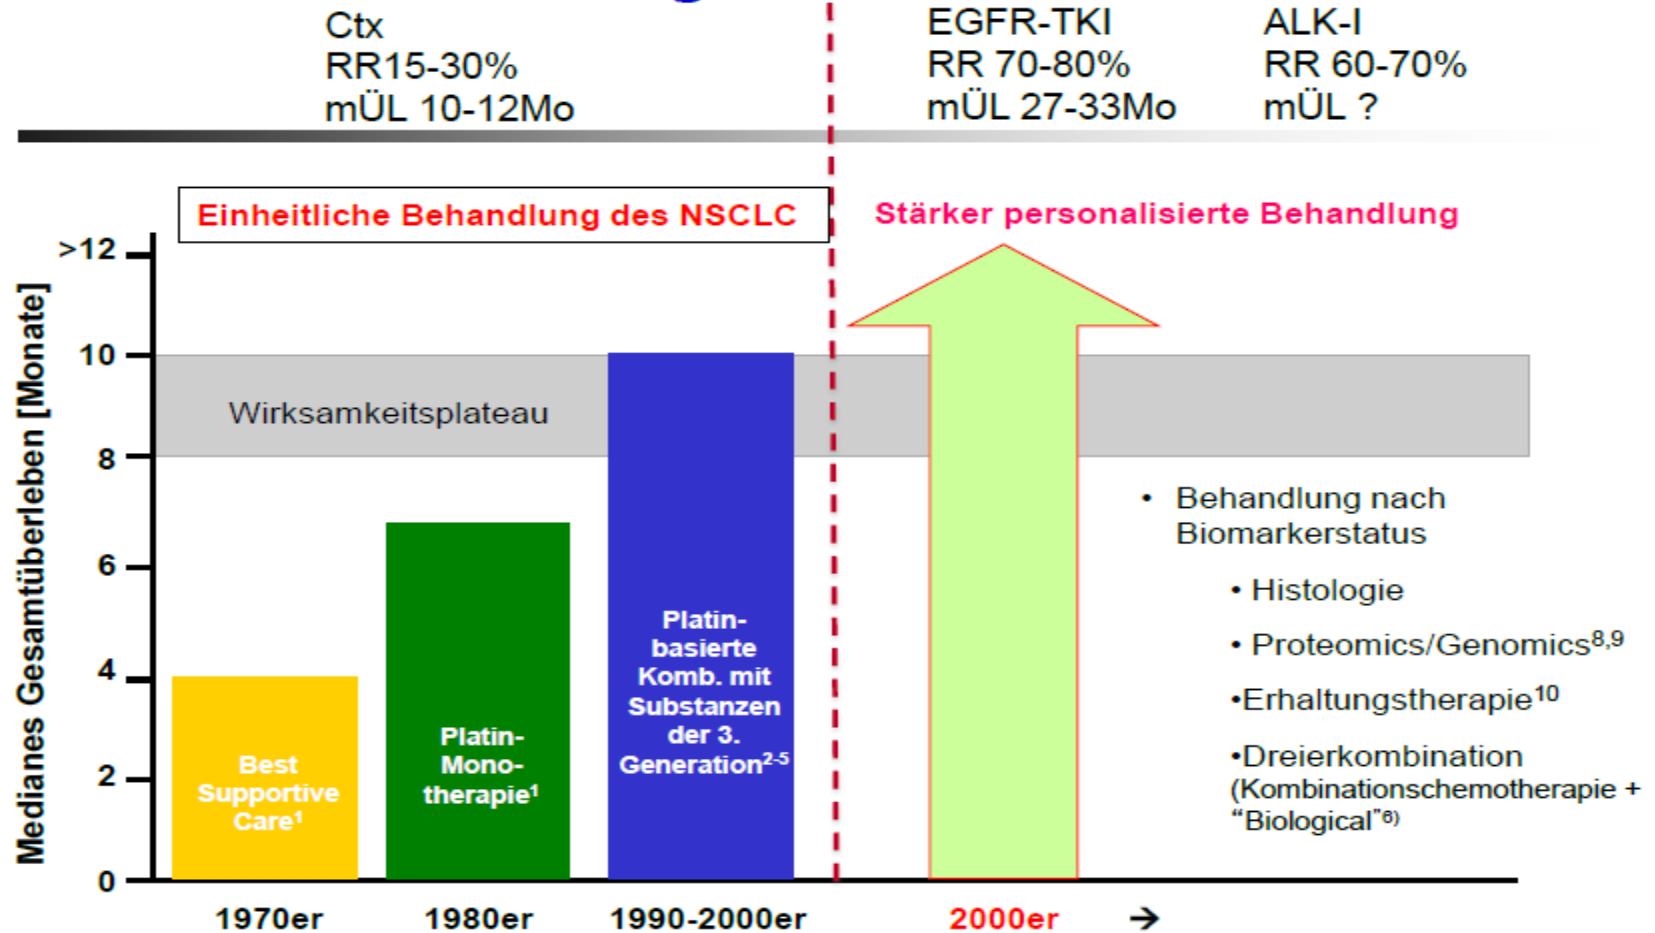 Ctx
RR15-30%
mÜL 10-12Mo
EGFR-TKI
RR 70-80%
mÜL 27-33Mo
ALK-I
RR 60-70%
mÜL ?
Einheitliche Behandlung des NSCLC
Stärker personalisierte Behandlung
Medianes Gesamtüberleben [Monate]
>12
10
8
6
4
2
0
Wirksamkeitsplateau
Best
Supportive
Care¹
Platin-
Mono-
therapie¹
Platin-
basierte
Komb. mit
Substanzen
der 3.
Generation²⁻⁵
• Behandlung nach
Biomarkerstatus
• Histologie
• Proteomics/Genomics⁸,⁹
•Erhaltungstherapie¹⁰
•Dreierkombination
(Kombinationschemotherapie +
“Biological”⁶⁾
1970er
1980er
1990-2000er
2000er →